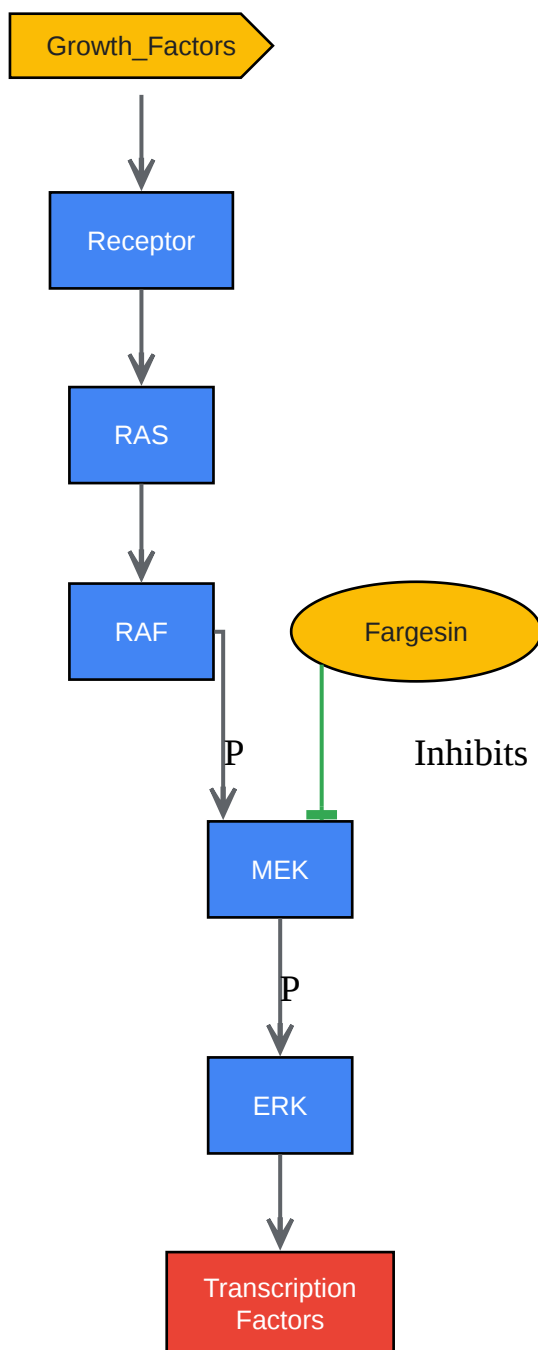 Growth_Factors
Receptor
RAS
RAF
Fargesin
P
Inhibits
MEK
P
ERK
Transcription
Factors